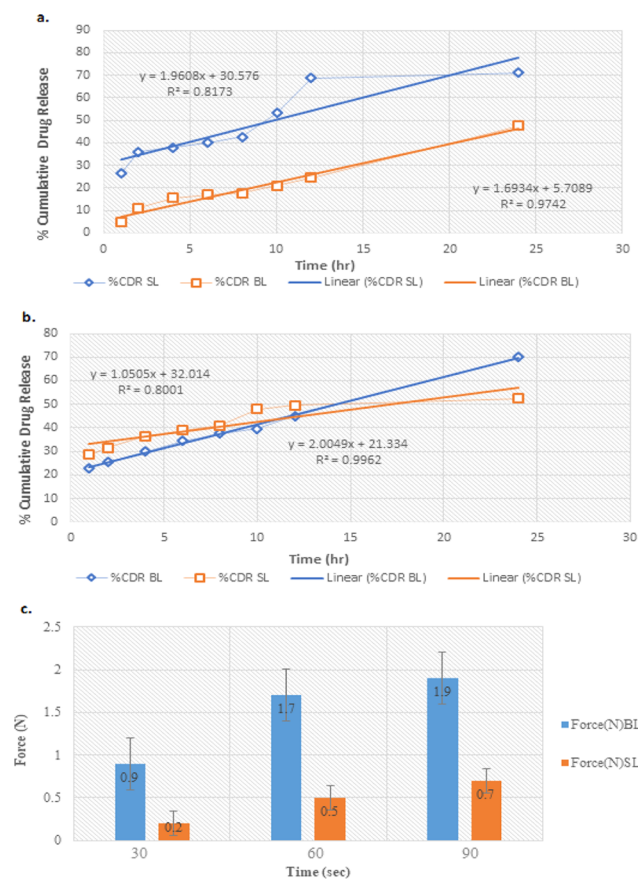 a.
% Cumulative Drug Release
90
80
70
60
50
40
30
20
10
0
y = 1.9608x + 30.576
R² = 0.8173
y = 1.6934x + 5.7089
R² = 0.9742
0 5 10 15 20 25 30
Time (hr)
%CDR SL %CDR BL Linear (%CDR SL) Linear (%CDR BL)
b.
% Cumulative Drug Release
80
70
60
50
40
30
20
10
0
y = 1.0505x + 32.014
R² = 0.8001
y = 2.0049x + 21.334
R² = 0.9962
0 5 10 15 20 25 30
Time (hr)
%CDR BL %CDR SL Linear (%CDR BL) Linear (%CDR SL)
c.
Force (N)
2.5
2
1.5
1
0.5
0
0.9
0.2
1.7
0.5
1.9
0.7
30 60 90
Time (sec)
Force(N)BL
Force(N)SL